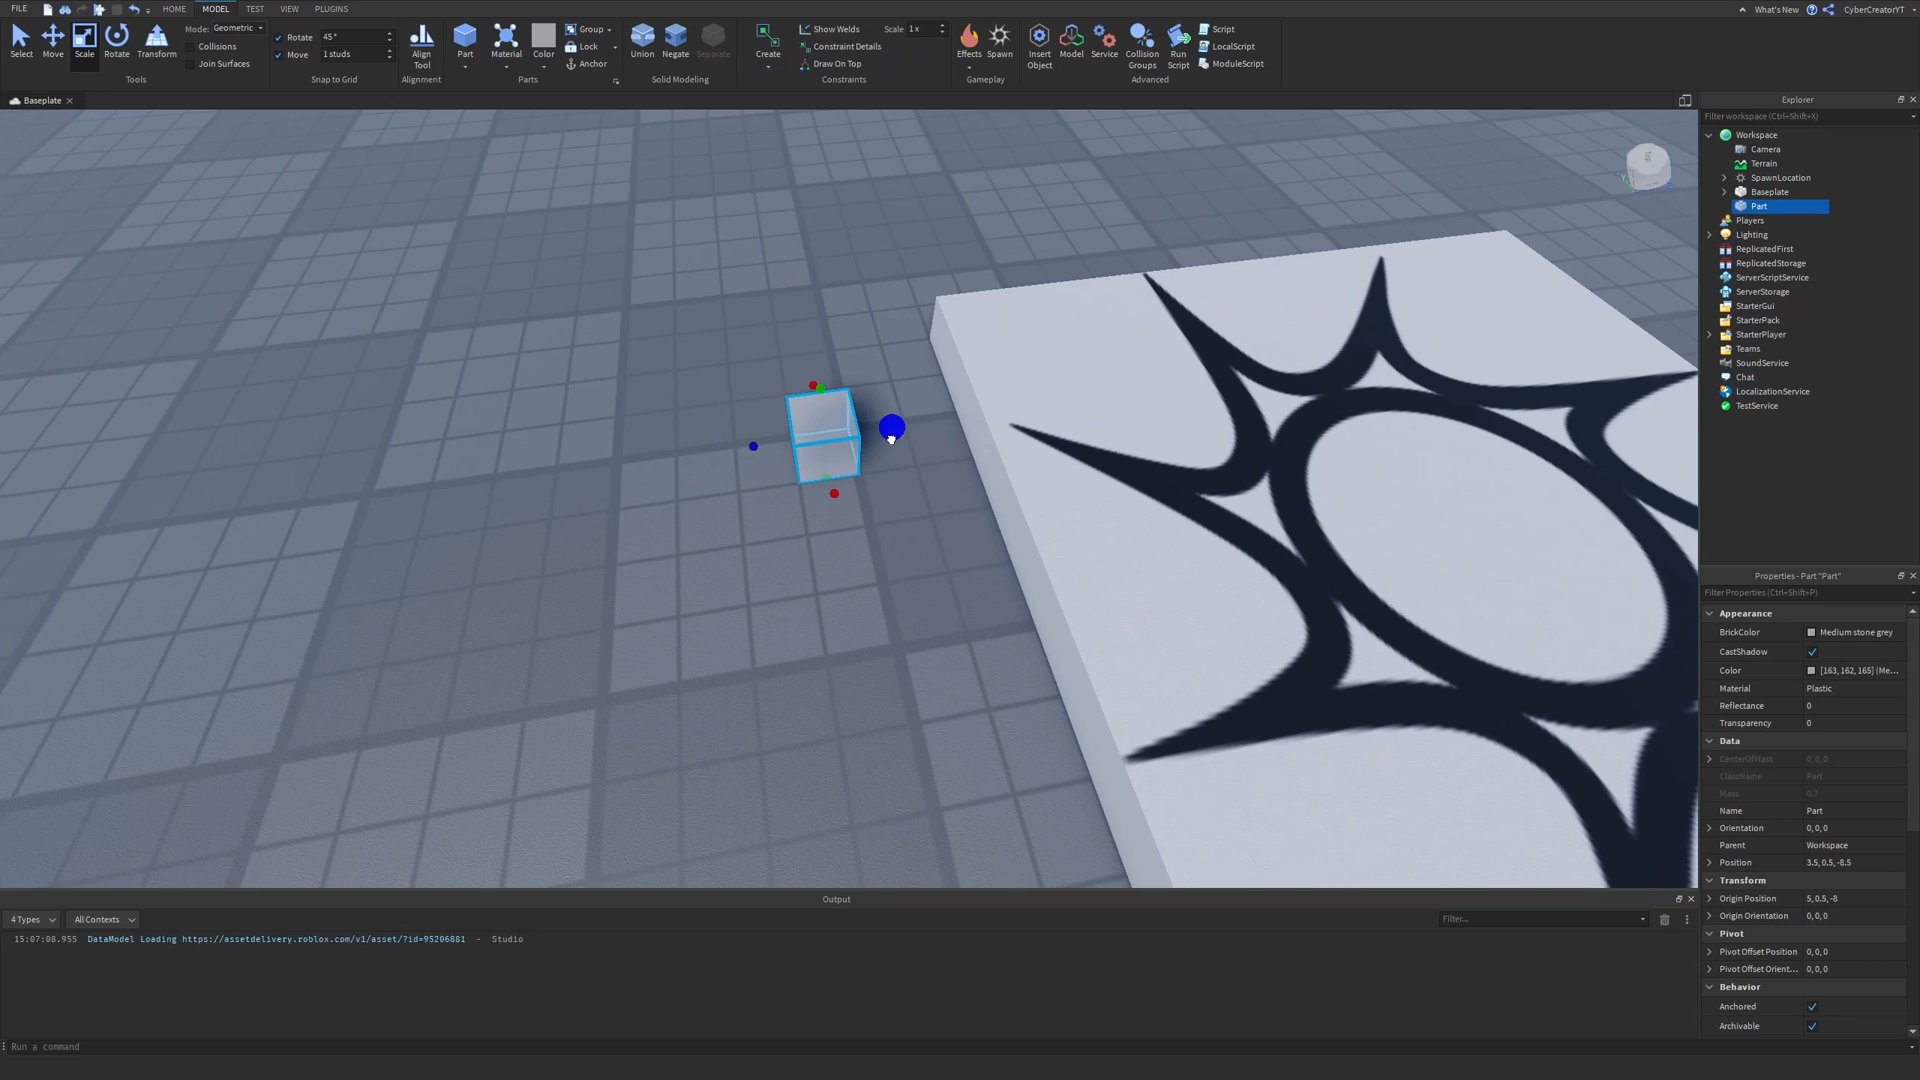 FILE HOME MODEL TEST VIEW PLUGINS What's New CyberCreatorYT
Select Move Scale Rotate Transform
Mode: Geometric
Collisions
Join Surfaces
Tools
Rotate 45°
Move 1 studs
Snap to Grid
Align Tool
Alignment
Part Material Color
Group
Lock
Anchor
Parts
Union Negate Separate
Solid Modeling
Create
Show Welds Scale 1x
Constraint Details
Draw On Top
Constraints
Effects Spawn
Gameplay
Insert Object Model Service Collision Groups Run Script
Script
LocalScript
ModuleScript
Advanced
Baseplate
top
Y
Explorer
Filter workspace (Ctrl+Shift+X)
Workspace
Camera
Terrain
SpawnLocation
Baseplate
Part
Players
Lighting
ReplicatedFirst
ReplicatedStorage
ServerScriptService
ServerStorage
StarterGui
StarterPack
StarterPlayer
Teams
SoundService
Chat
LocalizationService
TestService
Properties - Part "Part"
Filter Properties (Ctrl+Shift+P)
Appearance
BrickColor Medium stone grey
CastShadow
Color [163, 162, 165] (Me...
Material Plastic
Reflectance 0
Transparency 0
Data
CenterOfMass 0, 0, 0
ClassName Part
Mass 0.7
Name Part
Orientation 0, 0, 0
Parent Workspace
Position 3.5, 0.5, -8.5
Transform
Origin Position 5, 0.5, -8
Origin Orientation 0, 0, 0
Pivot
Pivot Offset Position 0, 0, 0
Pivot Offset Orient... 0, 0, 0
Behavior
Anchored
Archivable
Output
4 Types All Contexts Filter...
15:07:08.955 DataModel Loading https://assetdelivery.roblox.com/v1/asset/?id=95206881 - Studio
Run a command